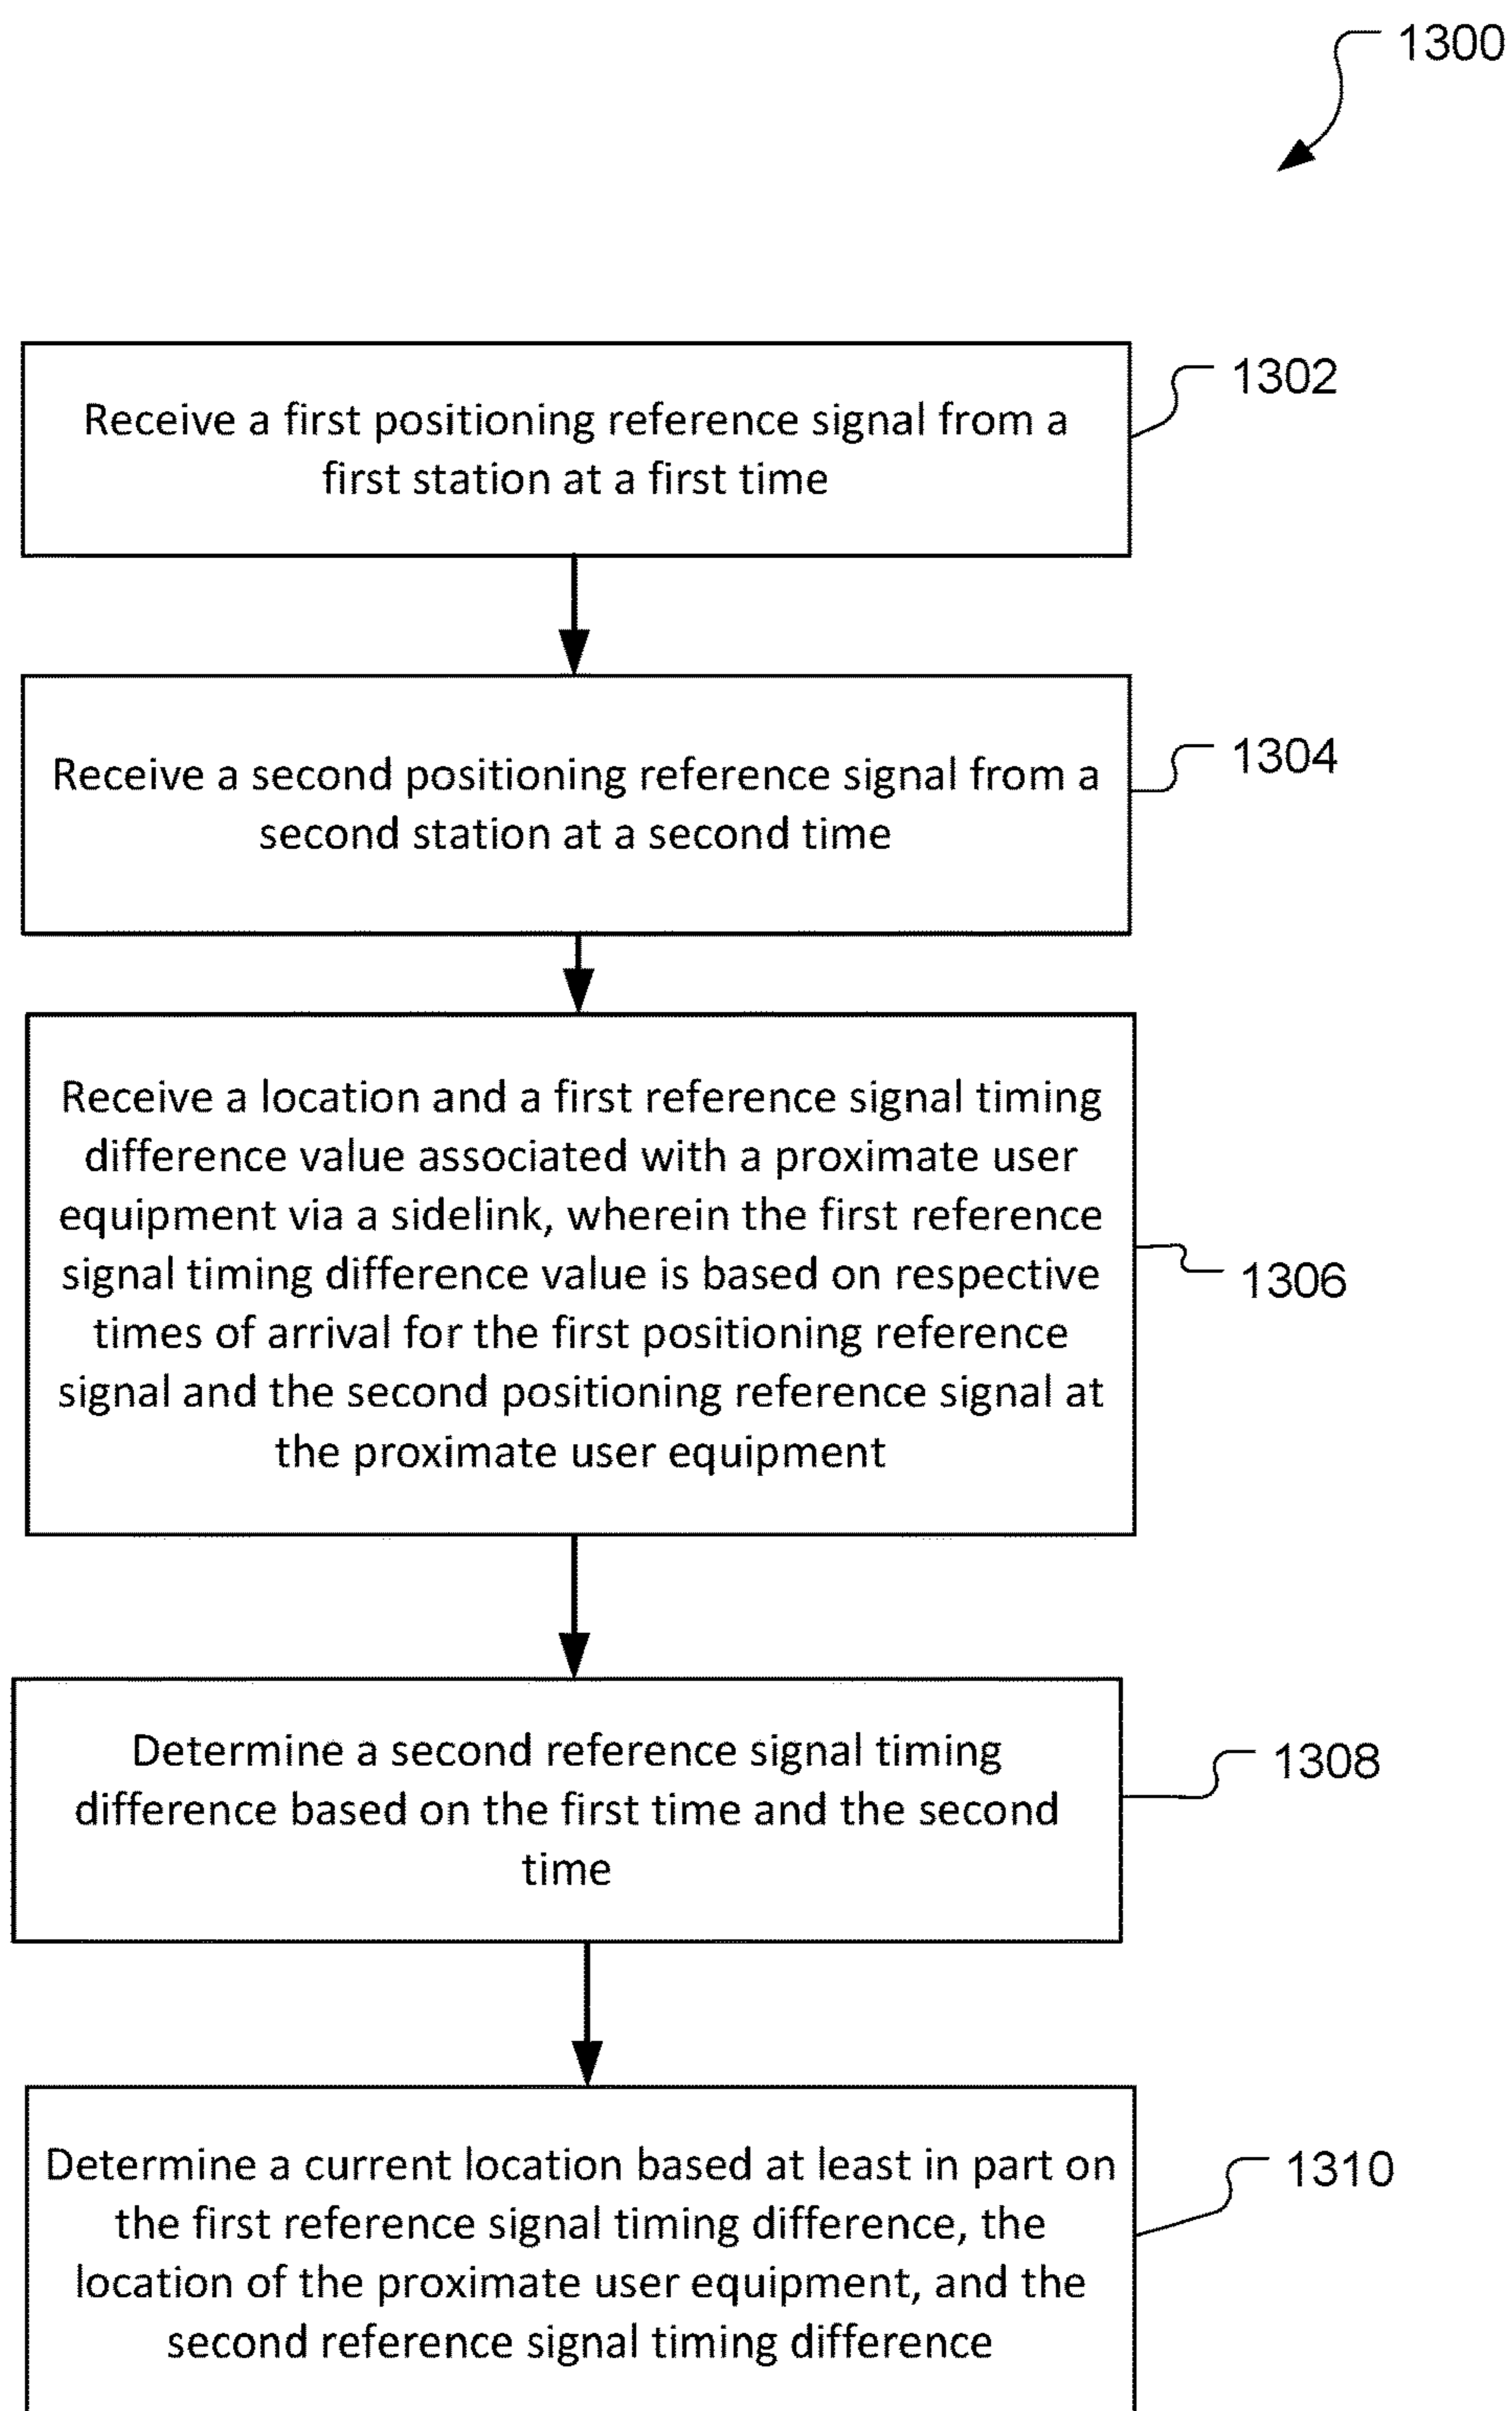 1300
Receive a first positioning reference signal from a
first station at a first time
1302
Receive a second positioning reference signal from a
second station at a second time
1304
Receive a location and a first reference signal timing
difference value associated with a proximate user
equipment via a sidelink, wherein the first reference
signal timing difference value is based on respective
times of arrival for the first positioning reference
signal and the second positioning reference signal at
the proximate user equipment
1306
Determine a second reference signal timing
difference based on the first time and the second
time
1308
Determine a current location based at least in part on
the first reference signal timing difference, the
location of the proximate user equipment, and the
second reference signal timing difference
1310